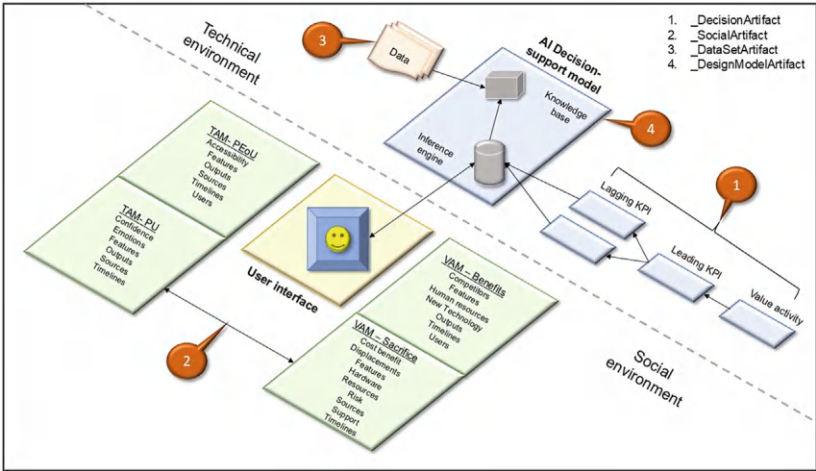 1. _DecisionArtifact
2. _SocialArtifact
3. _DataSetArtifact
4. _DesignModelArtifact
Technical
environment
3
Data
AI Decision-
support model
Knowledge
base
4
Inference
engine
TAM- PEoU
Accessibility
Features
Outputs
Sources
Timelines
Users
TAM- PU
Confidence
Emotions
Features
Outputs
Sources
Timelines
User interface
1
Lagging KPI
Leading KPI
Value activity
VAM – Benefits
Competitors
Features
Human resources
New Technology
Outputs
Timelines
Users
VAM – Sacrifice
Cost benefit
Displacements
Features
Hardware
Resources
Risk
Sources
Support
Timelines
2
Social
environment